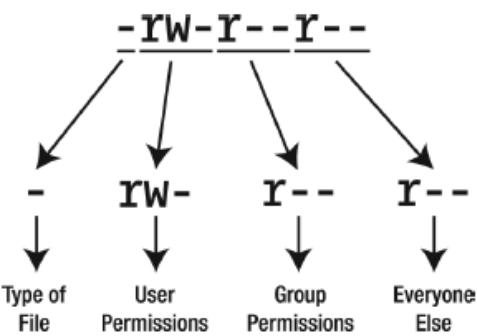 -rw-r--r--
- rw- r-- r--
Type of File User Permissions Group Permissions Everyone Else